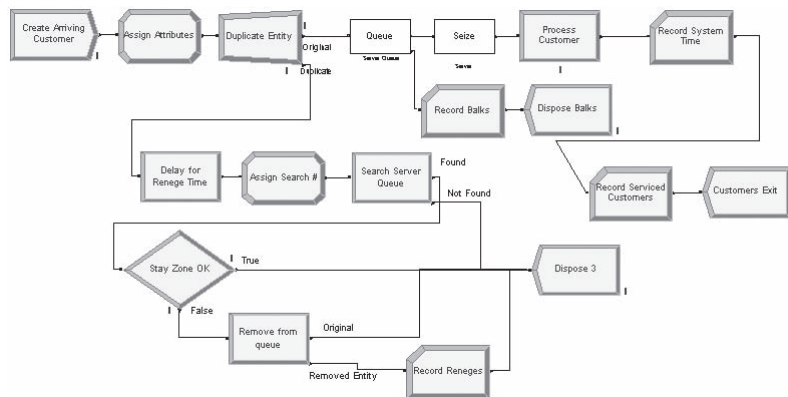 Create Arriving
Customer
Assign Attributes
Duplicate Entity
Original
Duplicate
Queue
Server Queue
Seize
Server
Process
Customer
Record System
Time
Record Balks
Dispose Balks
Delay for
Renege Time
Assign Search #
Search Server
Queue
Found
Not Found
Record Serviced
Customers
Customers Exit
Stay Zone OK
True
False
Dispose 3
Remove from
queue
Original
Removed Entity
Record Reneges